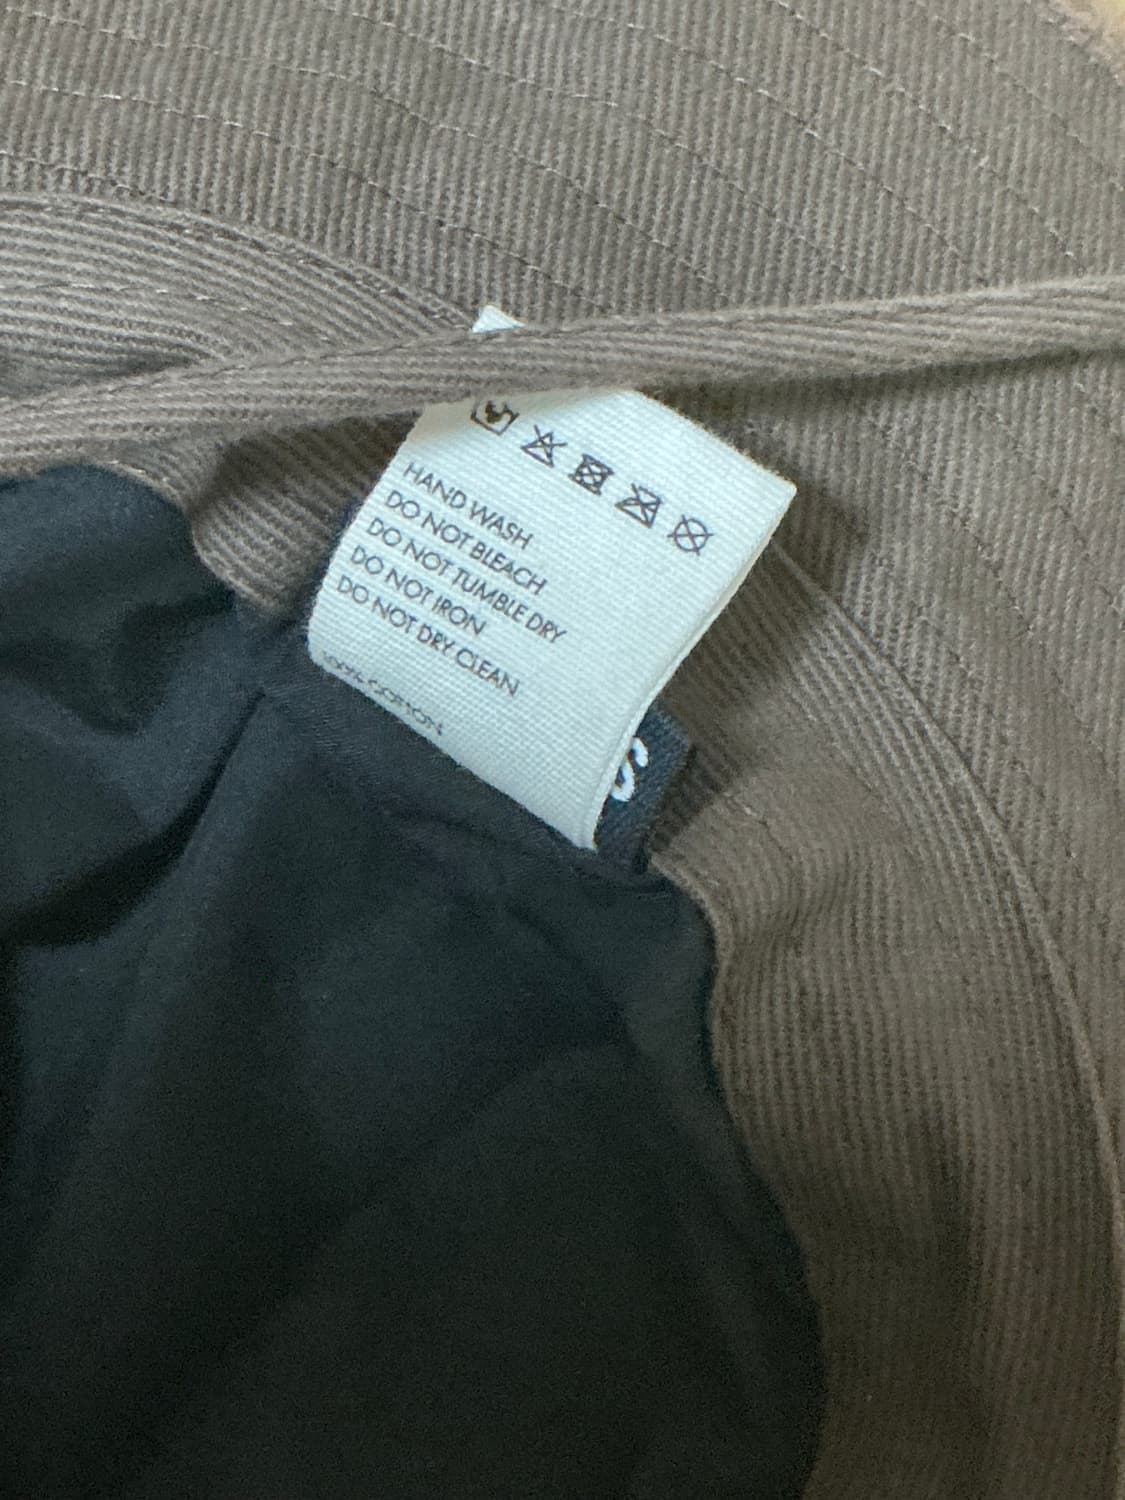 HAND WASH
DO NOT BLEACH
DO NOT TUMBLE DRY
DO NOT IRON
DO NOT DRY CLEAN
100% COTTON
S